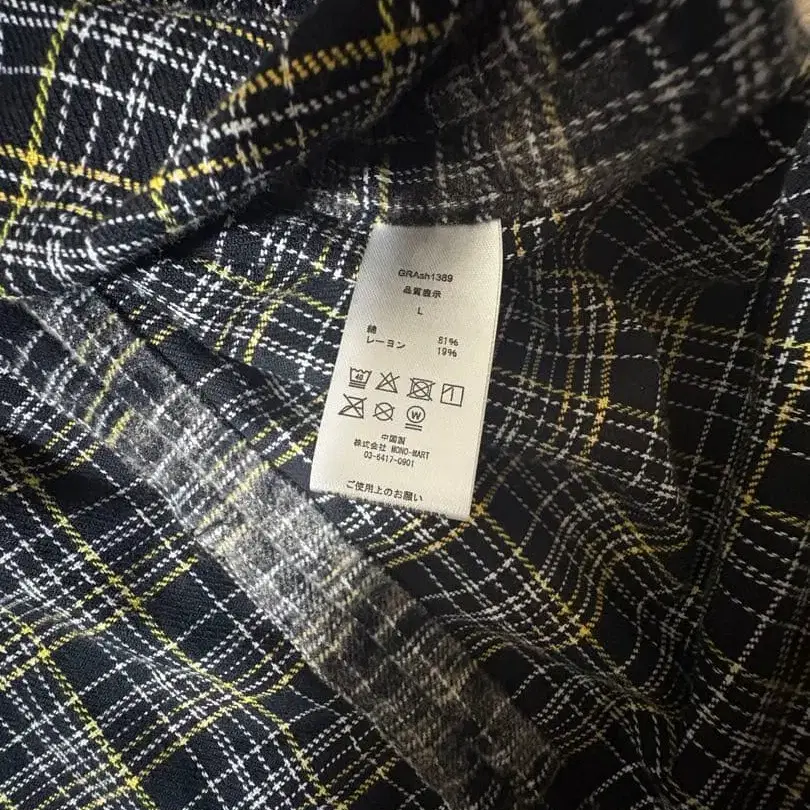 GRAsh1389
品質表示
L
綿 81%
レーヨン 19%
40
W
中国製
株式会社 MONO-MART
03-6417-0901
ご使用上のお願い